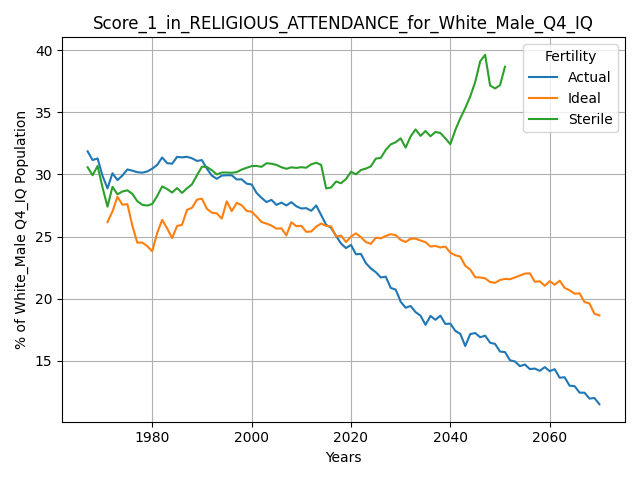 Score_1_in_RELIGIOUS_ATTENDANCE_for_White_Male_Q4_IQ
% of White_Male Q4_IQ Population
40
35
30
25
20
15
Fertility
Actual
Ideal
Sterile
1980 2000 2020 2040 2060
Years